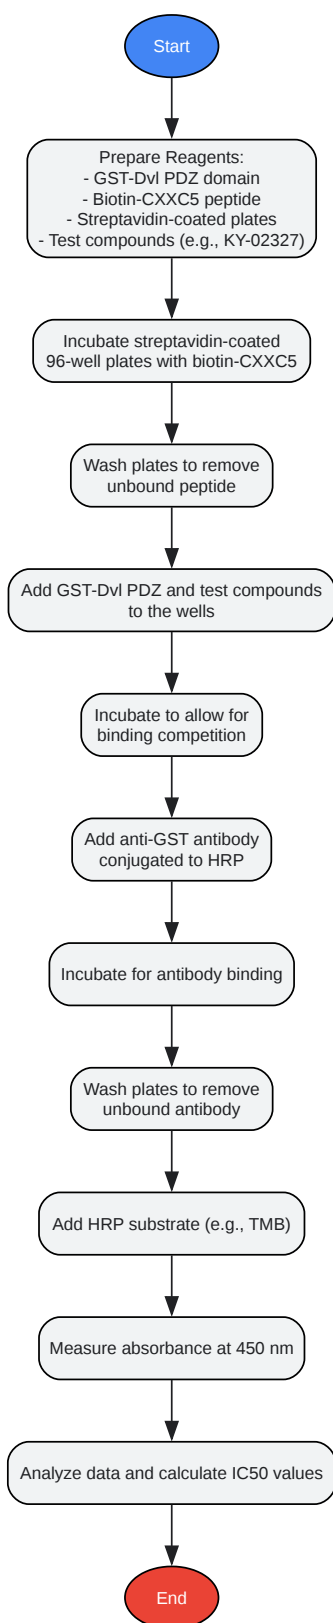 Start
Prepare Reagents:
- GST-Dvl PDZ domain
- Biotin-CXXC5 peptide
- Streptavidin-coated plates
- Test compounds (e.g., KY-02327)
Incubate streptavidin-coated
96-well plates with biotin-CXXC5
Wash plates to remove
unbound peptide
Add GST-Dvl PDZ and test compounds
to the wells
Incubate to allow for
binding competition
Add anti-GST antibody
conjugated to HRP
Incubate for antibody binding
Wash plates to remove
unbound antibody
Add HRP substrate (e.g., TMB)
Measure absorbance at 450 nm
Analyze data and calculate IC50 values
End